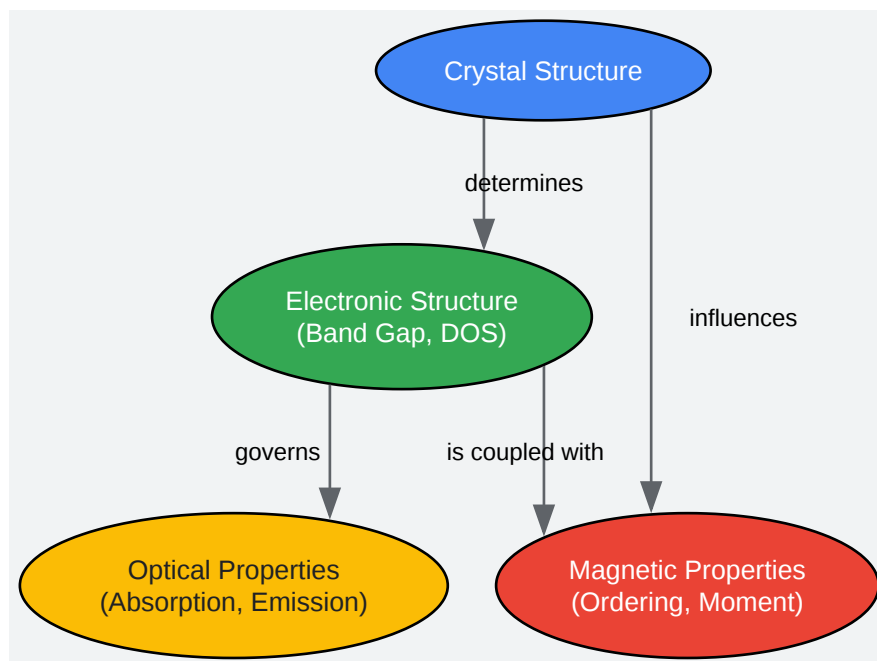 Crystal Structure
determines
Electronic Structure
(Band Gap, DOS)
influences
governs
is coupled with
Optical Properties
(Absorption, Emission)
Magnetic Properties
(Ordering, Moment)